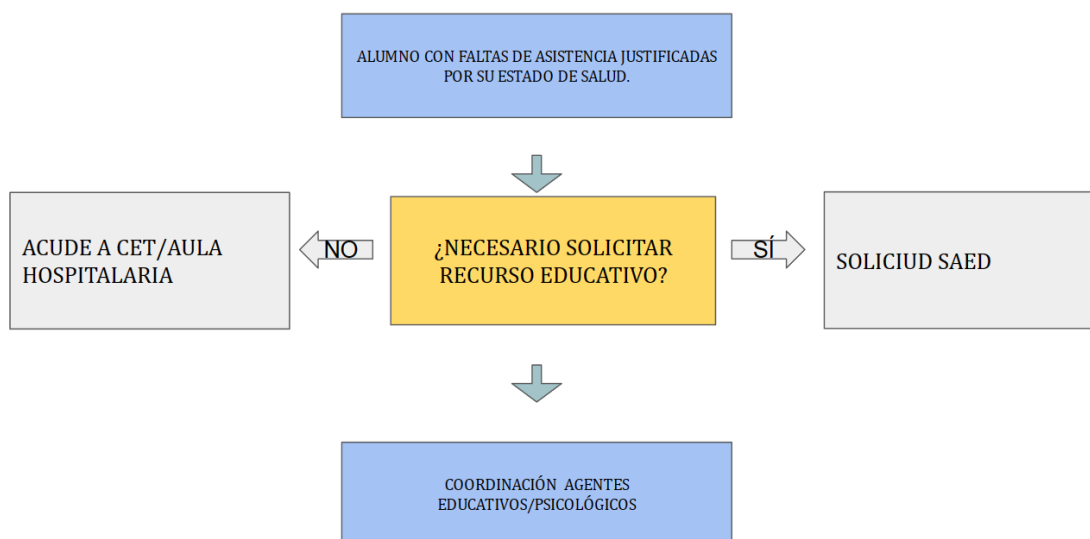 ALUMNO CON FALTAS DE ASISTENCIA JUSTIFICADAS
POR SU ESTADO DE SALUD.
ACUDE A CET/AULA
HOSPITALARIA
NO
¿NECESARIO SOLICITAR
RECURSO EDUCATIVO?
SÍ
SOLICIUD SAED
COORDINACIÓN AGENTES
EDUCATIVOS/PSICOLÓGICOS